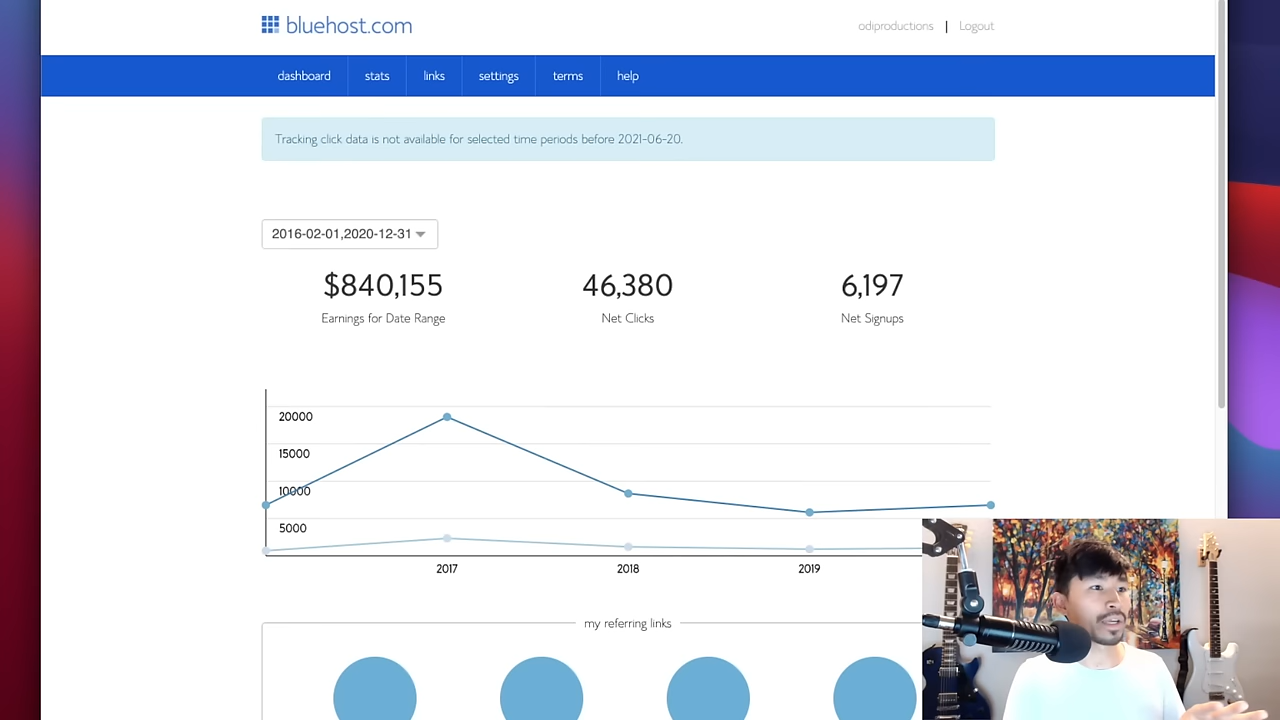 bluehost.com
odiproductions | Logout
dashboard stats links settings terms help
Tracking click data is not available for selected time periods before 2021-06-20.
2016-02-01,2020-12-31
$840,155 46,380 6,197
Earnings for Date Range Net Clicks Net Signups
20000
15000
10000
5000
2017 2018 2019
my referring links